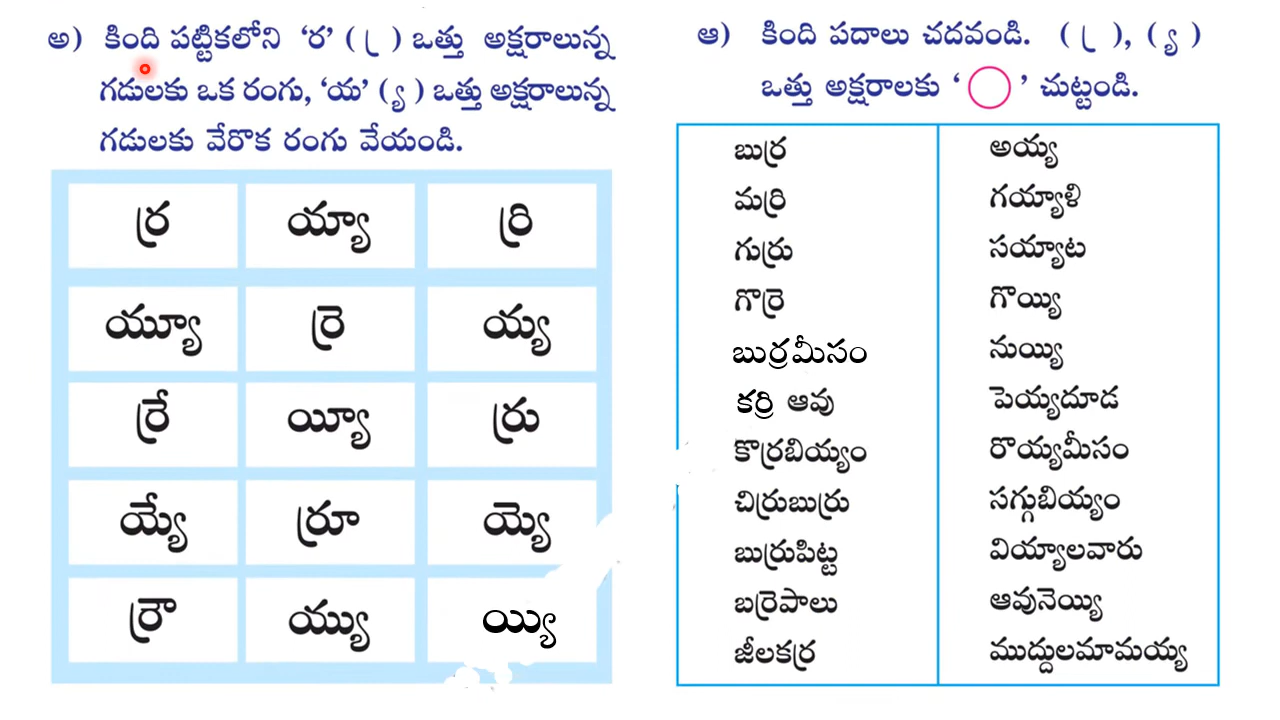 అ) కింది పట్టికలోని ‘ర’ ( ్ర ) ఒత్తు అక్షరాలున్న
గడులకు ఒక రంగు, ‘య’ ( ్య ) ఒత్తు అక్షరాలున్న
గడులకు వేరొక రంగు వేయండి.
ర్ర య్యా ర్రి
య్యూ ర్రె య్య
ర్రే య్యీ ర్రు
య్యే ర్రూ య్యె
ర్రౌ య్యు య్యి
ఆ) కింది పదాలు చదవండి. ( ్ర ), ( ్య )
ఒత్తు అక్షరాలకు ‘ ’ చుట్టండి.
బుర్ర అయ్య
మర్రి గయ్యాళి
గుర్రు సయ్యాట
గొర్రె గొయ్యి
బుర్రమీసం నుయ్యి
కర్రి ఆవు పెయ్యదూడ
కొర్రబియ్యం రొయ్యమీసం
చిర్రుబుర్రు సగ్గుబియ్యం
బుర్రుపిట్ట వియ్యాలవారు
బర్రెపాలు ఆవునెయ్యి
జీలకర్ర ముద్దులమామయ్య